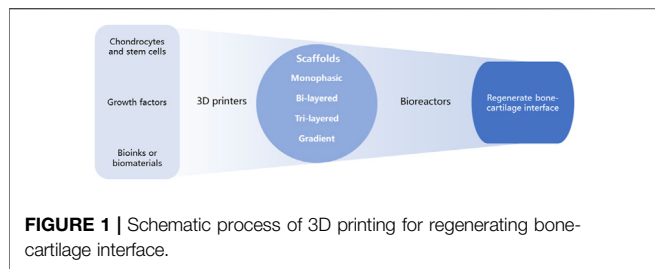 Chondrocytes
and stem cells
Growth factors
Bioinks or
biomaterials
3D printers
Scaffolds
Monophasic
Bi-layered
Tri-layered
Gradient
Bioreactors
Regenerate bone-
cartilage interface
FIGURE 1 | Schematic process of 3D printing for regenerating bone-
cartilage interface.